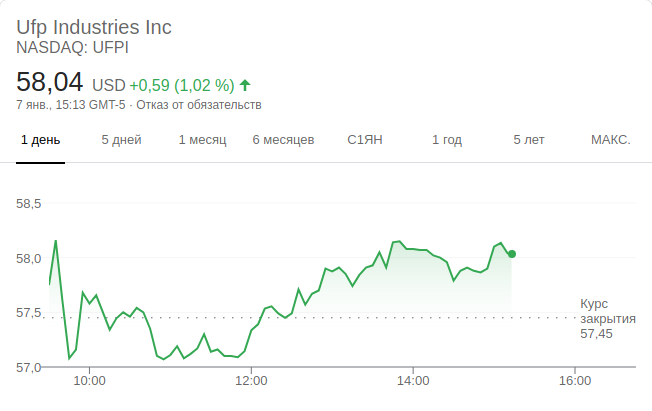 Ufp Industries Inc
NASDAQ: UFPI
58,04 USD +0,59 (1,02 %)
7 янв., 15:13 GMT-5 · Отказ от обязательств
1 день 5 дней 1 месяц 6 месяцев С1ЯН 1 год 5 лет МАКС.
58,5
58,0
57,5
Курс
закрытия
57,45
57,0
10:00 12:00 14:00 16:00